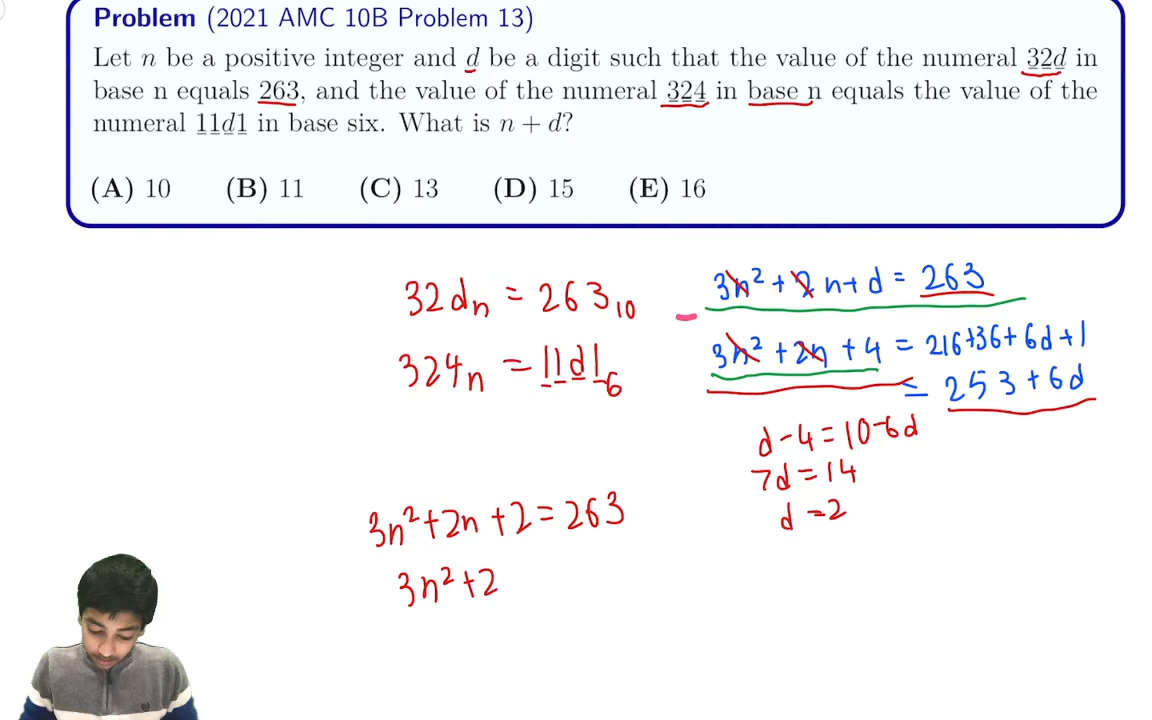 Problem (2021 AMC 10B Problem 13)
Let n be a positive integer and d be a digit such that the value of the numeral 32d in
base n equals 263, and the value of the numeral 324 in base n equals the value of the
numeral 11d1 in base six. What is n + d?
(A) 10 (B) 11 (C) 13 (D) 15 (E) 16
32dₙ = 263₁₀
324ₙ = 11d1₆
3n² + 2n + d = 263
3n² + 2n + 4 = 216+36+6d+1
= 253+6d
d-4=10-6d
7d=14
d=2
3n²+2n+2=263
3n²+2